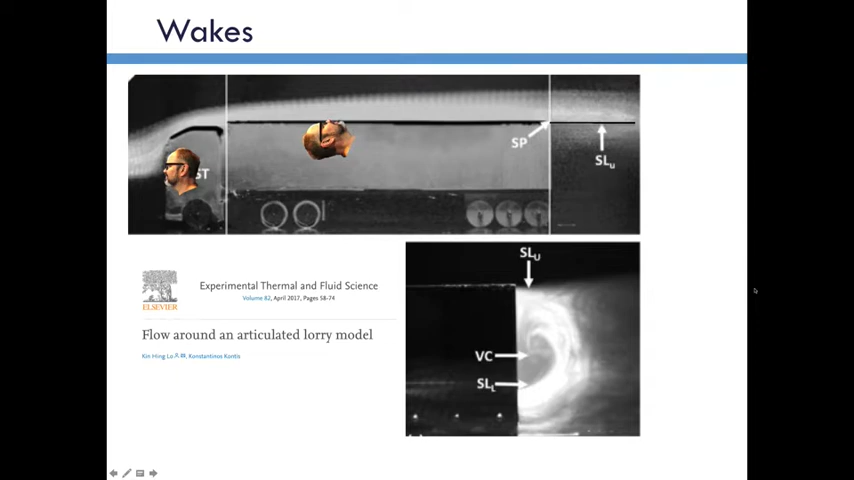 Wakes
ST
SP
SLu
ELSEVIER
Experimental Thermal and Fluid Science
Volume 82, April 2017, Pages 58-74
Flow around an articulated lorry model
Kin Hing Lo, Konstantinos Kontis
SLU
VC
SLL